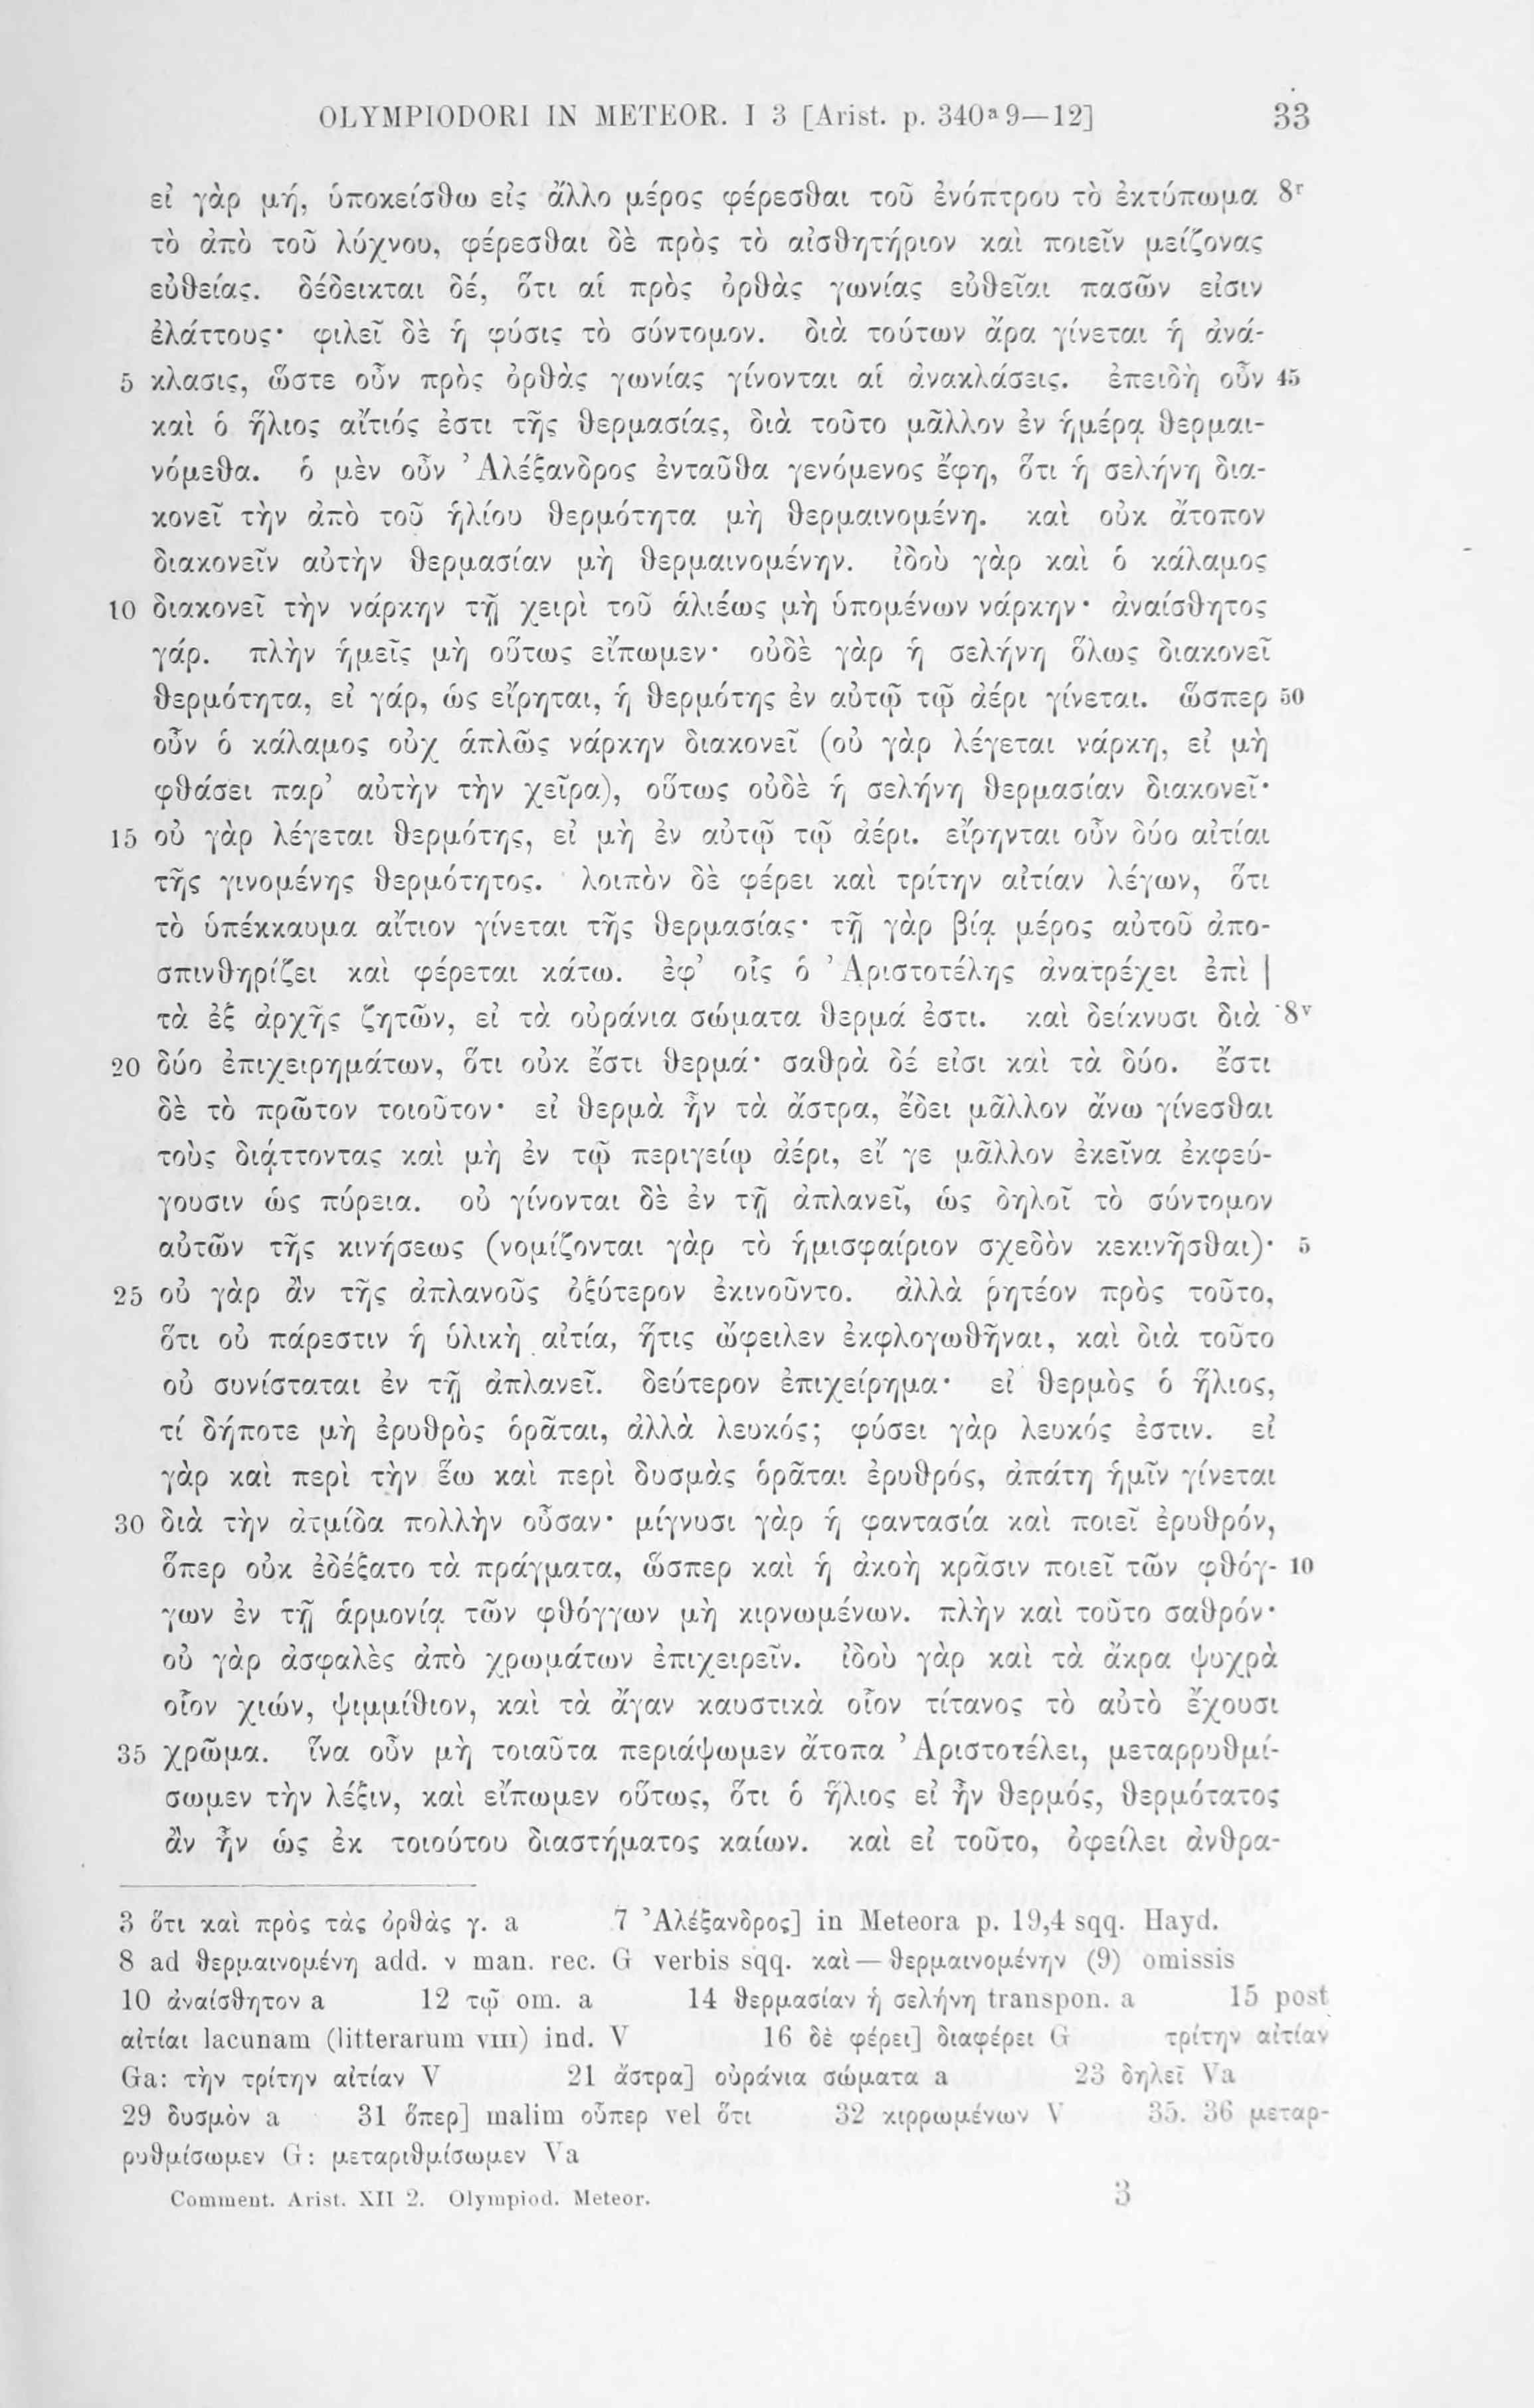 OLYMPIODORI IN METEOR. I 3 [Arist. p. 340ᵃ 9—12] 33
εἰ γὰρ μή, ὑποκείσθω εἰς ἄλλο μέρος φέρεσθαι τοῦ ἐνόπτρου τὸ ἐκτύπωμα 8ʳ
τὸ ἀπὸ τοῦ λύχνου, φέρεσθαι δὲ πρὸς τὸ αἰσθητήριον καὶ ποιεῖν μείζονας
εὐθείας. δέδεικται δέ, ὅτι αἱ πρὸς ὀρθὰς γωνίας εὐθεῖαι πασῶν εἰσιν
ἐλάττους· φιλεῖ δὲ ἡ φύσις τὸ σύντομον. διὰ τούτων ἄρα γίνεται ἡ ἀνά-
5 κλασις, ὥστε οὖν πρὸς ὀρθὰς γωνίας γίνονται αἱ ἀνακλάσεις. ἐπειδὴ οὖν 45
καὶ ὁ ἥλιος αἴτιός ἐστι τῆς θερμασίας, διὰ τοῦτο μᾶλλον ἐν ἡμέρᾳ θερμαι-
νόμεθα. ὁ μὲν οὖν Ἀλέξανδρος ἐνταῦθα γενόμενος ἔφη, ὅτι ἡ σελήνη δια-
κονεῖ τὴν ἀπὸ τοῦ ἡλίου θερμότητα μὴ θερμαινομένη. καὶ οὐκ ἄτοπον
διακονεῖν αὐτὴν θερμασίαν μὴ θερμαινομένην. ἰδοὺ γὰρ καὶ ὁ κάλαμος
10 διακονεῖ τὴν νάρκην τῇ χειρὶ τοῦ ἁλιέως μὴ ὑπομένων νάρκην· ἀναίσθητος
γάρ. πλὴν ἡμεῖς μὴ οὕτως εἴπωμεν· οὐδὲ γὰρ ἡ σελήνη ὅλως διακονεῖ
θερμότητα, εἰ γάρ, ὡς εἴρηται, ἡ θερμότης ἐν αὐτῷ τῷ ἀέρι γίνεται. ὥσπερ 50
οὖν ὁ κάλαμος οὐχ ἁπλῶς νάρκην διακονεῖ (οὐ γὰρ λέγεται νάρκη, εἰ μὴ
φθάσει παρ’ αὐτὴν τὴν χεῖρα), οὕτως οὐδὲ ἡ σελήνη θερμασίαν διακονεῖ·
15 οὐ γὰρ λέγεται θερμότης, εἰ μὴ ἐν αὐτῷ τῷ ἀέρι. εἴρηνται οὖν δύο αἰτίαι
τῆς γινομένης θερμότητος. λοιπὸν δὲ φέρει καὶ τρίτην αἰτίαν λέγων, ὅτι
τὸ ὑπέκκαυμα αἴτιον γίνεται τῆς θερμασίας· τῇ γὰρ βίᾳ μέρος αὐτοῦ ἀπο-
σπινθηρίζει καὶ φέρεται κάτω. ἐφ’ οἷς ὁ Ἀριστοτέλης ἀνατρέχει ἐπὶ |
τὰ ἐξ ἀρχῆς ζητῶν, εἰ τὰ οὐράνια σώματα θερμά ἐστι. καὶ δείκνυσι διὰ 8ᵛ
20 δύο ἐπιχειρημάτων, ὅτι οὐκ ἔστι θερμά· σαθρὰ δέ εἰσι καὶ τὰ δύο. ἔστι
δὲ τὸ πρῶτον τοιοῦτον· εἰ θερμὰ ἦν τὰ ἄστρα, ἔδει μᾶλλον ἄνω γίνεσθαι
τοὺς διᾴττοντας καὶ μὴ ἐν τῷ περιγείῳ ἀέρι, εἴ γε μᾶλλον ἐκεῖνα ἐκφεύ-
γουσιν ὡς πύρεια. οὐ γίνονται δὲ ἐν τῇ ἀπλανεῖ, ὡς δηλοῖ τὸ σύντομον
αὐτῶν τῆς κινήσεως (νομίζονται γὰρ τὸ ἡμισφαίριον σχεδὸν κεκινῆσθαι)· 5
25 οὐ γὰρ ἂν τῆς ἀπλανοῦς ὀξύτερον ἐκινοῦντο. ἀλλὰ ῥητέον πρὸς τοῦτο,
ὅτι οὐ πάρεστιν ἡ ὑλικὴ αἰτία, ἥτις ὤφειλεν ἐκφλογωθῆναι, καὶ διὰ τοῦτο
οὐ συνίσταται ἐν τῇ ἀπλανεῖ. δεύτερον ἐπιχείρημα· εἰ θερμὸς ὁ ἥλιος,
τί δήποτε μὴ ἐρυθρὸς ὁρᾶται, ἀλλὰ λευκός; φύσει γὰρ λευκός ἐστιν. εἰ
γὰρ καὶ περὶ τὴν ἕω καὶ περὶ δυσμὰς ὁρᾶται ἐρυθρός, ἀπάτη ἡμῖν γίνεται
30 διὰ τὴν ἀτμίδα πολλὴν οὖσαν· μίγνυσι γὰρ ἡ φαντασία καὶ ποιεῖ ἐρυθρόν,
ὅπερ οὐκ ἐδέξατο τὰ πράγματα, ὥσπερ καὶ ἡ ἀκοὴ κρᾶσιν ποιεῖ τῶν φθόγ- 10
γων ἐν τῇ ἁρμονίᾳ τῶν φθόγγων μὴ κιρνωμένων. πλὴν καὶ τοῦτο σαθρόν·
οὐ γὰρ ἀσφαλὲς ἀπὸ χρωμάτων ἐπιχειρεῖν. ἰδοὺ γὰρ καὶ τὰ ἄκρα ψυχρὰ
οἷον χιών, ψιμμίθιον, καὶ τὰ ἄγαν καυστικὰ οἷον τίτανος τὸ αὐτὸ ἔχουσι
35 χρῶμα. ἵνα οὖν μὴ τοιαῦτα περιάψωμεν ἄτοπα Ἀριστοτέλει, μεταρρυθμί-
σωμεν τὴν λέξιν, καὶ εἴπωμεν οὕτως, ὅτι ὁ ἥλιος εἰ ἦν θερμός, θερμότατος
ἂν ἦν ὡς ἐκ τοιούτου διαστήματος καίων. καὶ εἰ τοῦτο, ὀφείλει ἀνθρα-
3 ὅτι καὶ πρὸς τὰς ὀρθὰς γ. a 7 Ἀλέξανδρος] in Meteora p. 19,4 sqq. Hayd.
8 ad θερμαινομένη add. ν man. rec. G verbis sqq. καὶ — θερμαινομένην (9) omissis
10 ἀναίσθητον a 12 τῷ om. a 14 θερμασίαν ἡ σελήνη transpon. a 15 post
αἰτίαι lacunam (litterarum VIII) ind. V 16 δὲ φέρει] διαφέρει G τρίτην αἰτίαν
Ga: τὴν τρίτην αἰτίαν V 21 ἄστρα] οὐράνια σώματα a 23 δηλεῖ Va
29 δυσμὸν a 31 ὅπερ] malim οὗπερ vel ὅτι 32 κιρρωμένων V 35. 36 μεταρ-
ρυθμίσωμεν G: μεταριθμίσωμεν Va
Comment. Arist. XII 2. Olympiod. Meteor. 3